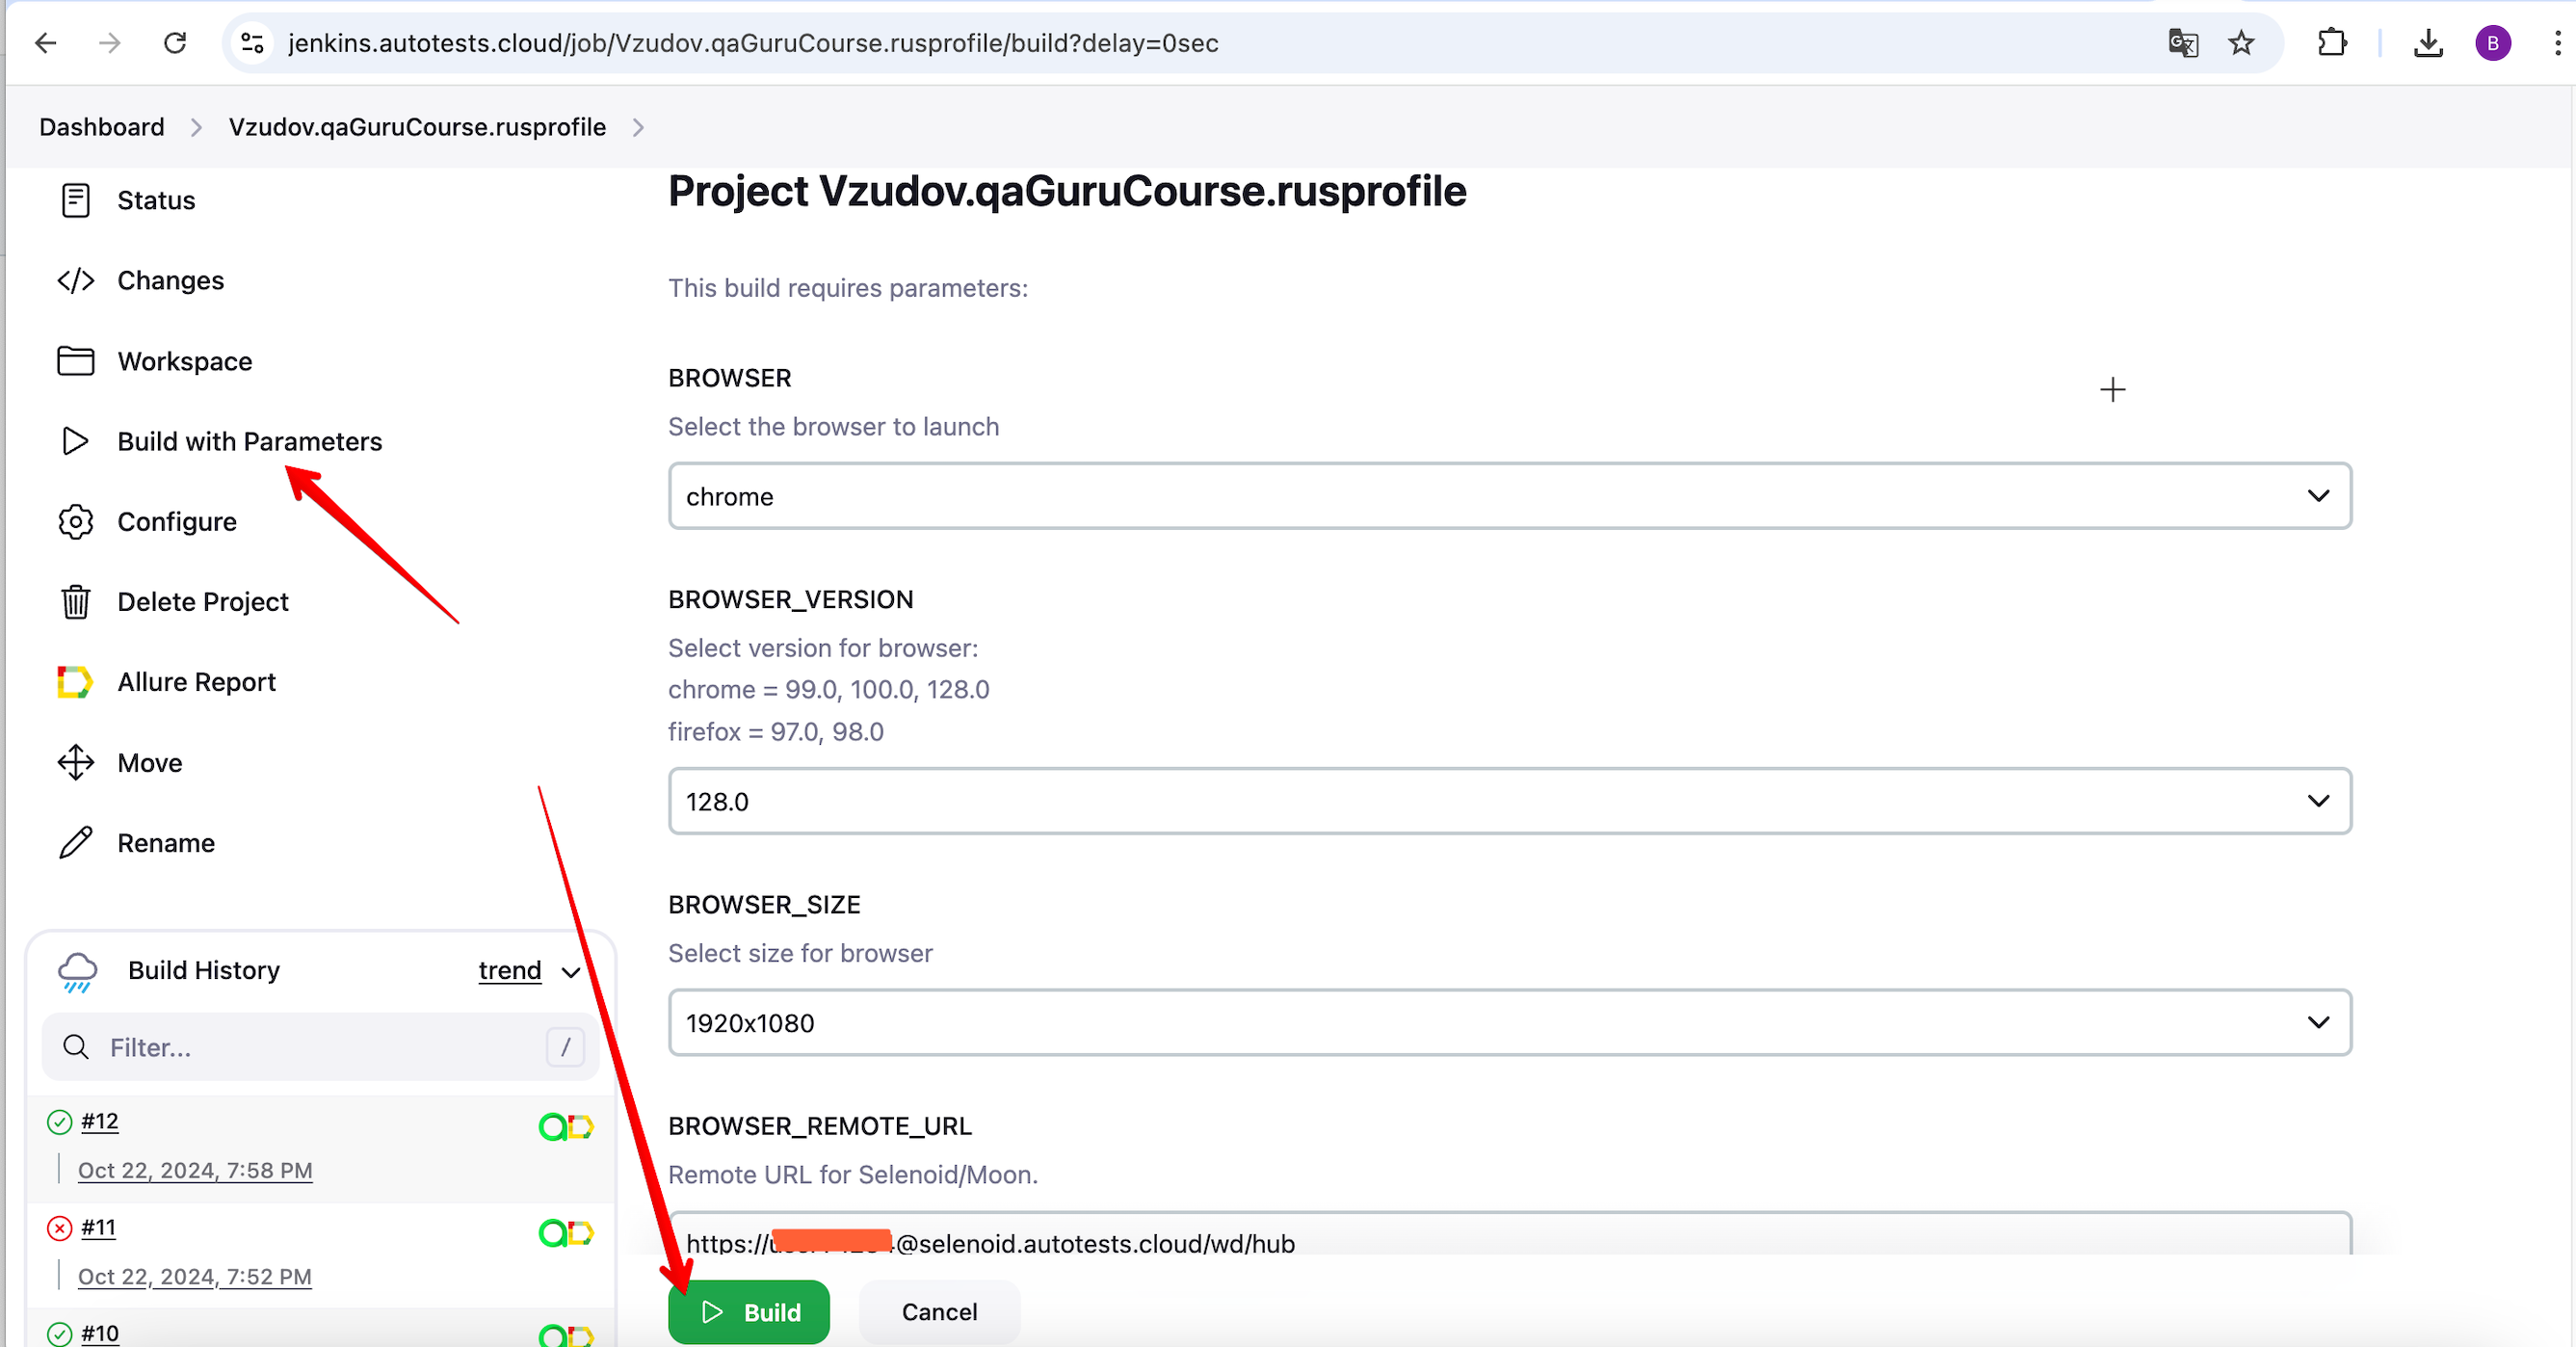 jenkins.autotests.cloud/job/Vzudov.qaGuruCourse.rusprofile/build?delay=0sec
B
Dashboard
Vzudov.qaGuruCourse.rusprofile
Status
Changes
Workspace
Build with Parameters
Configure
Delete Project
Allure Report
Move
Rename
Build History
trend
Filter...
/
#12
Oct 22, 2024, 7:58 PM
#11
Oct 22, 2024, 7:52 PM
#10
Project Vzudov.qaGuruCourse.rusprofile
This build requires parameters:
BROWSER
Select the browser to launch
chrome
BROWSER_VERSION
Select version for browser:
chrome = 99.0, 100.0, 128.0
firefox = 97.0, 98.0
128.0
BROWSER_SIZE
Select size for browser
1920x1080
BROWSER_REMOTE_URL
Remote URL for Selenoid/Moon.
https://
@selenoid.autotests.cloud/wd/hub
Build
Cancel